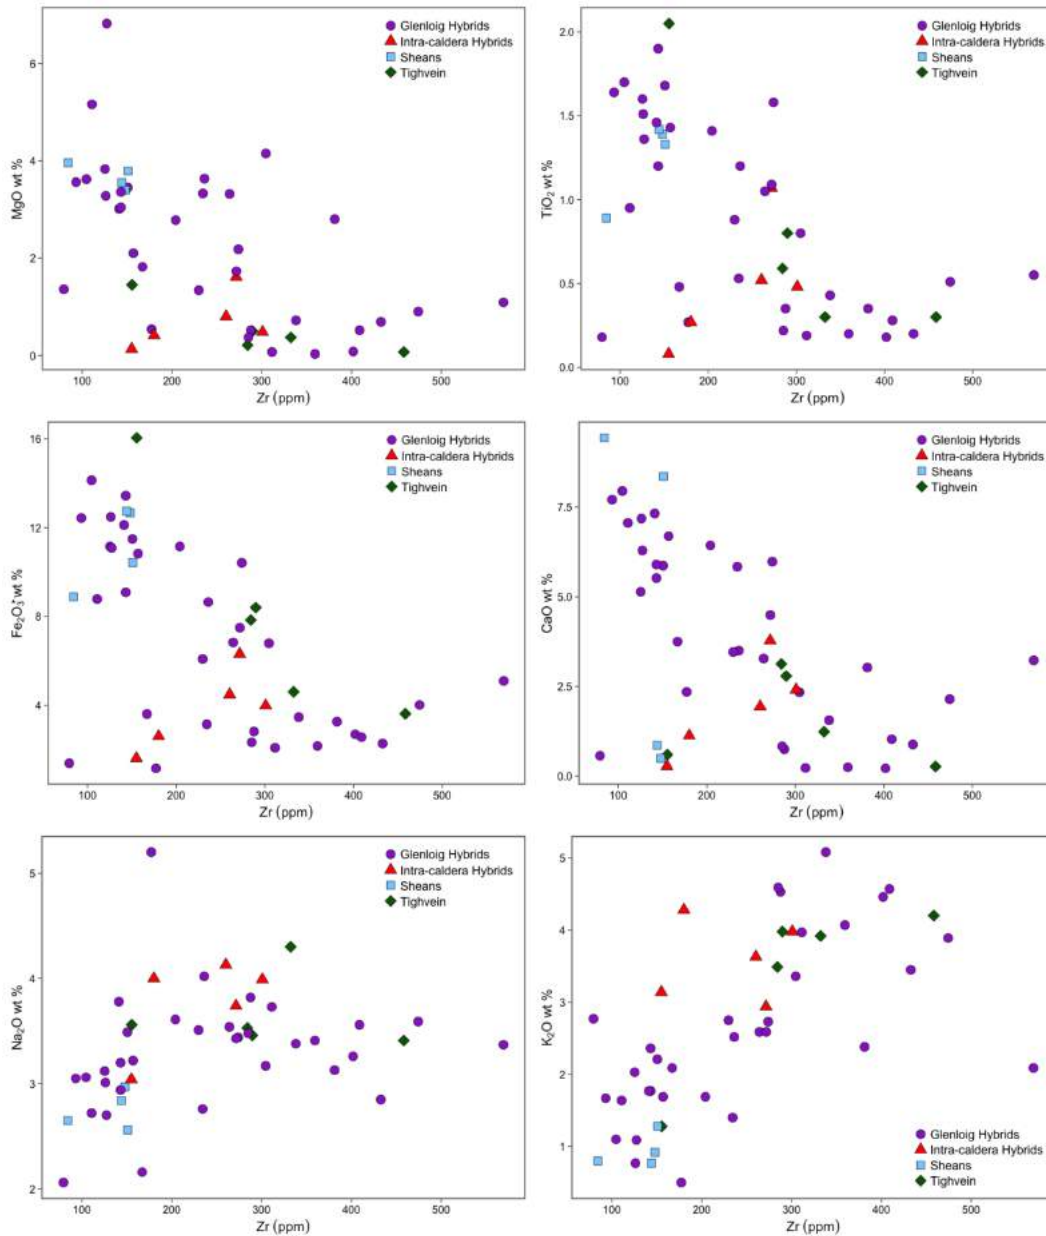 Glenloig Hybrids
Intra-caldera Hybrids
Sheans
Tighvein
MgO wt %
6
4
2
0
100 200 300 400 500
Zr (ppm)
Glenloig Hybrids
Intra-caldera Hybrids
Sheans
Tighvein
TiO₂ wt %
2.0
1.5
1.0
0.5
0.0
100 200 300 400 500
Zr (ppm)
Glenloig Hybrids
Intra-caldera Hybrids
Sheans
Tighvein
Fe₂O₃* wt %
16
12
8
4
100 200 300 400 500
Zr (ppm)
Glenloig Hybrids
Intra-caldera Hybrids
Sheans
Tighvein
CaO wt %
7.5
5.0
2.5
0.0
100 200 300 400 500
Zr (ppm)
Glenloig Hybrids
Intra-caldera Hybrids
Sheans
Tighvein
Na₂O wt %
5
4
3
2
100 200 300 400 500
Zr (ppm)
K₂O wt %
5
4
3
2
1
Glenloig Hybrids
Intra-caldera Hybrids
Sheans
Tighvein
100 200 300 400 500
Zr (ppm)